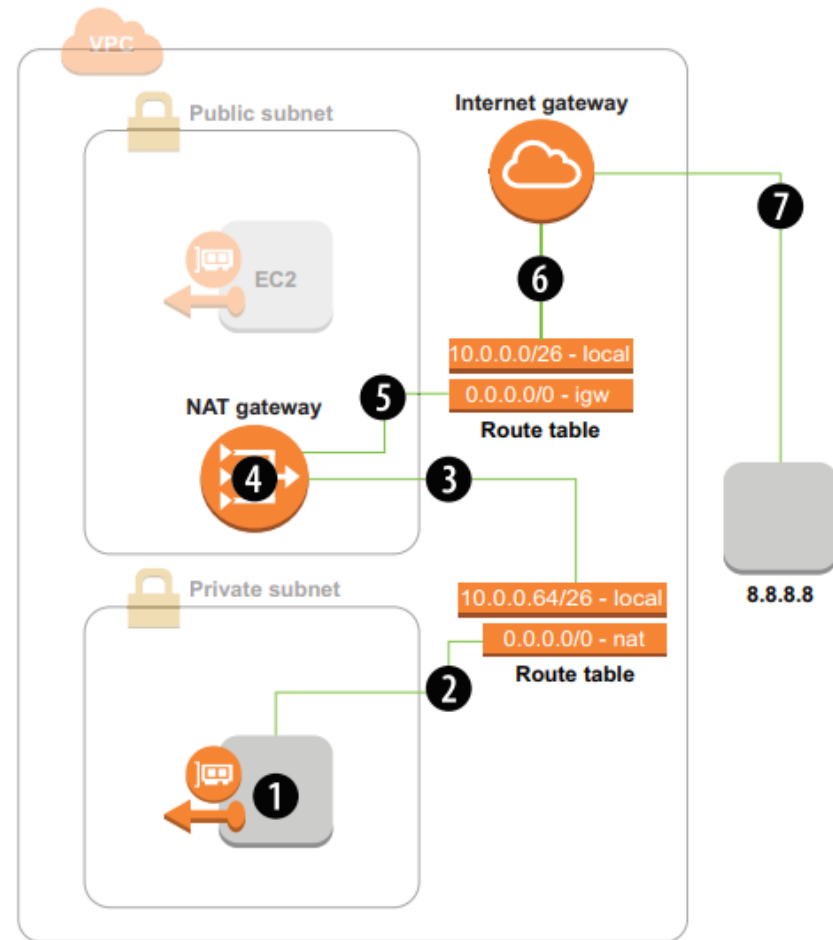 VPC
Public subnet
Internet gateway
7
EC2
6
10.0.0.0/26 - local
0.0.0.0/0 - igw
5
NAT gateway
Route table
4
3
Private subnet
10.0.0.64/26 - local
8.8.8.8
0.0.0.0/0 - nat
Route table
2
1